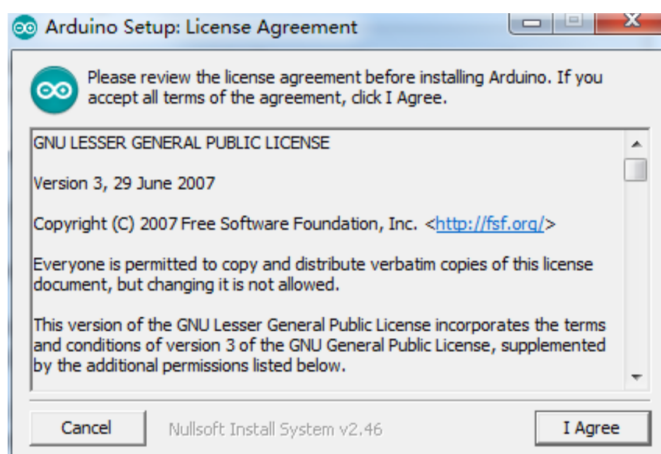 Arduino Setup: License Agreement
Please review the license agreement before installing Arduino. If you
accept all terms of the agreement, click I Agree.
GNU LESSER GENERAL PUBLIC LICENSE
Version 3, 29 June 2007
Copyright (C) 2007 Free Software Foundation, Inc. <http://fsf.org/>
Everyone is permitted to copy and distribute verbatim copies of this license
document, but changing it is not allowed.
This version of the GNU Lesser General Public License incorporates the terms
and conditions of version 3 of the GNU General Public License, supplemented
by the additional permissions listed below.
Cancel
Nullsoft Install System v2.46
I Agree